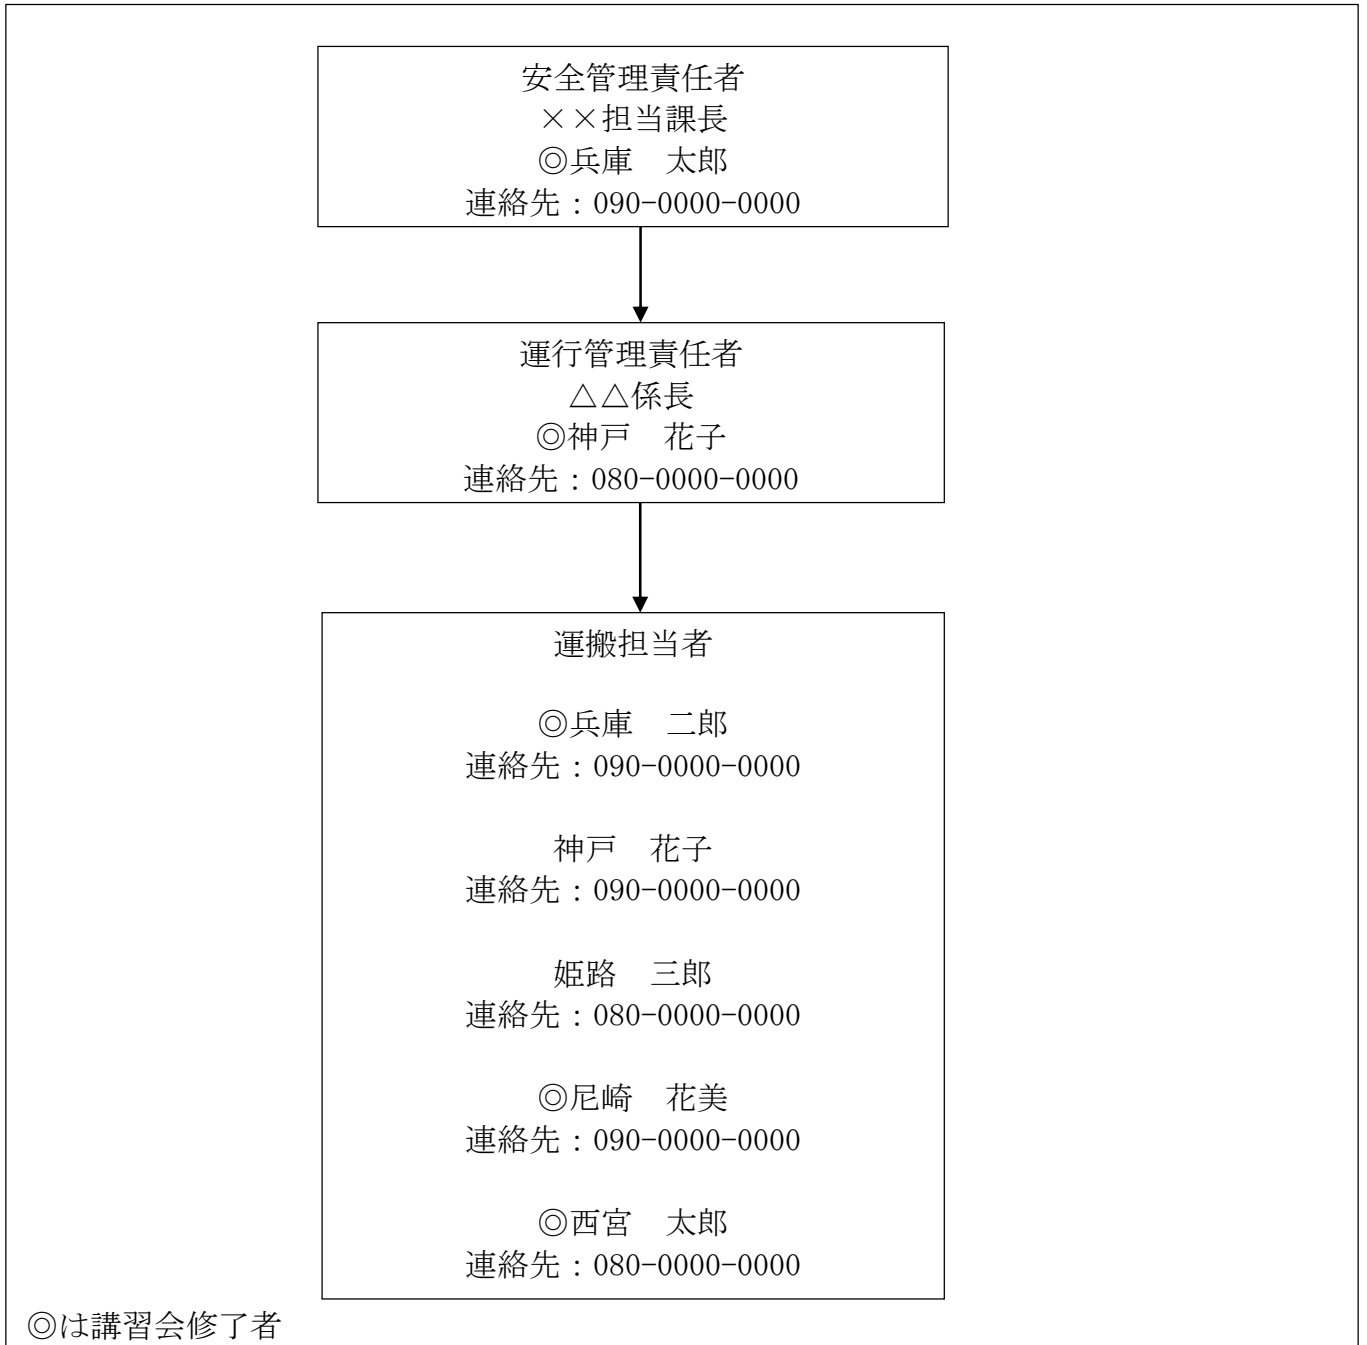 安全管理責任者
××担当課長
◎兵庫　太郎
連絡先：090-0000-0000
運行管理責任者
△△係長
◎神戸　花子
連絡先：080-0000-0000
運搬担当者
◎兵庫　二郎
連絡先：090-0000-0000
神戸　花子
連絡先：090-0000-0000
姫路　三郎
連絡先：080-0000-0000
◎尼崎　花美
連絡先：090-0000-0000
◎西宮　太郎
連絡先：080-0000-0000
◎は講習会修了者